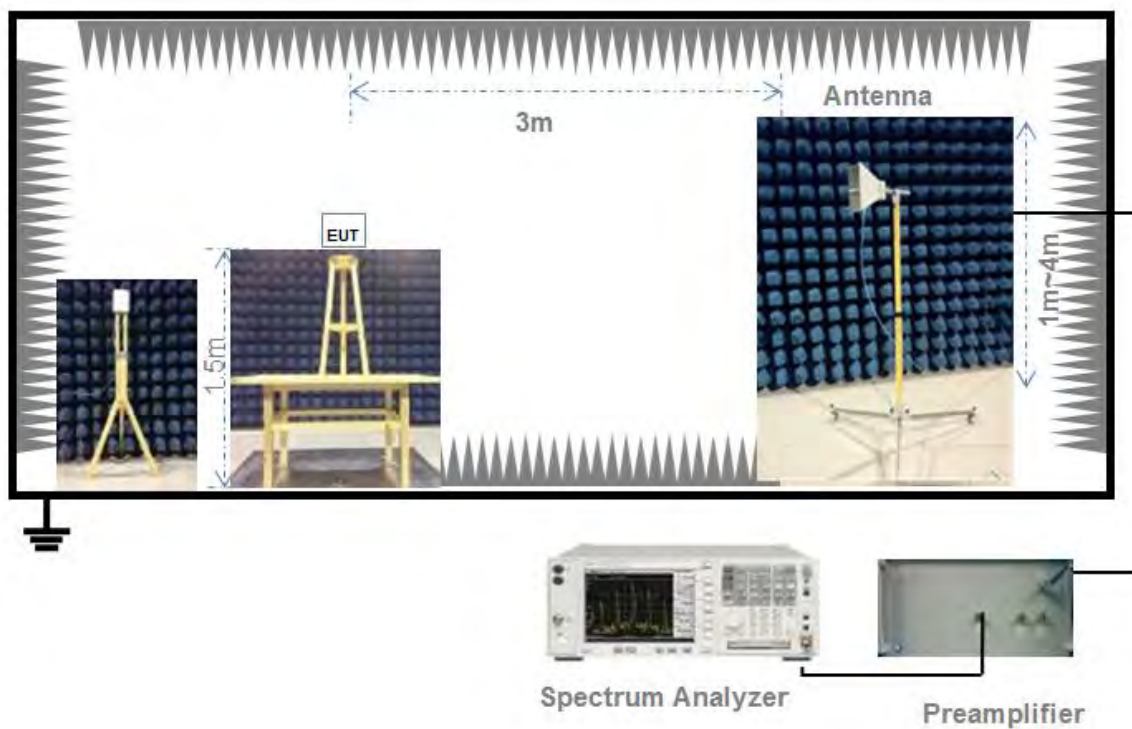 Antenna
3m
EUT
1.5m
1m~4m
Spectrum Analyzer
Preamplifier